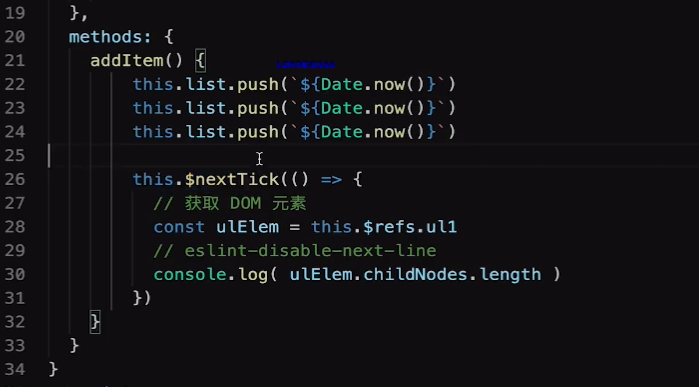 19 },
20 methods: {
21 addItem() {
22 this.list.push(`${Date.now()}`)
23 this.list.push(`${Date.now()}`)
24 this.list.push(`${Date.now()}`)
25
26 this.$nextTick(() => {
27 // 获取 DOM 元素
28 const ulElem = this.$refs.ul1
29 // eslint-disable-next-line
30 console.log( ulElem.childNodes.length )
31 })
32 }
33 }
34 }